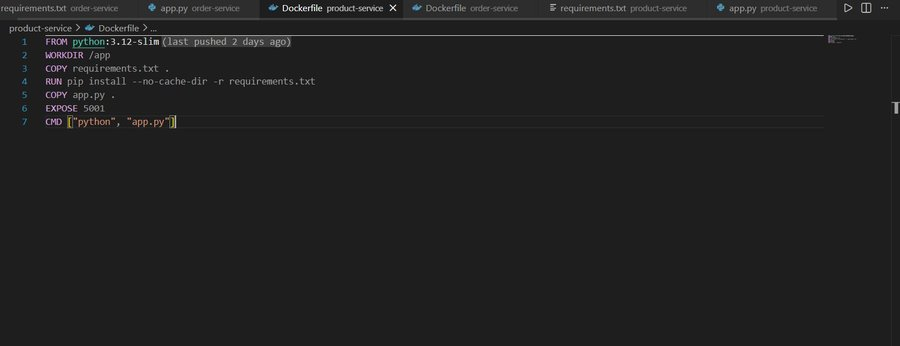 requirements.txt order-service app.py order-service Dockerfile product-service Dockerfile order-service requirements.txt product-service app.py product-service
product-service > Dockerfile > ...
1 FROM python:3.12-slim (last pushed 2 days ago)
2 WORKDIR /app
3 COPY requirements.txt .
4 RUN pip install --no-cache-dir -r requirements.txt
5 COPY app.py .
6 EXPOSE 5001
7 CMD ["python", "app.py"]